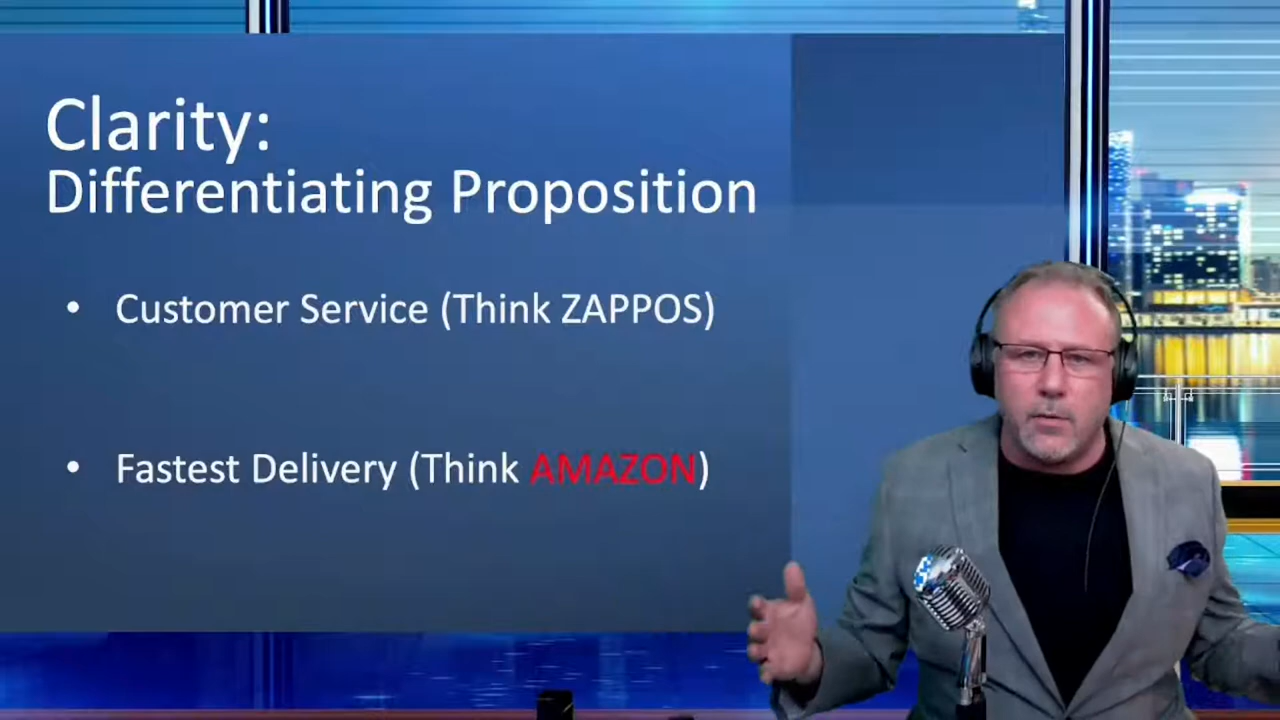 Clarity:
Differentiating Proposition
• Customer Service (Think ZAPPOS)
• Fastest Delivery (Think AMAZON)